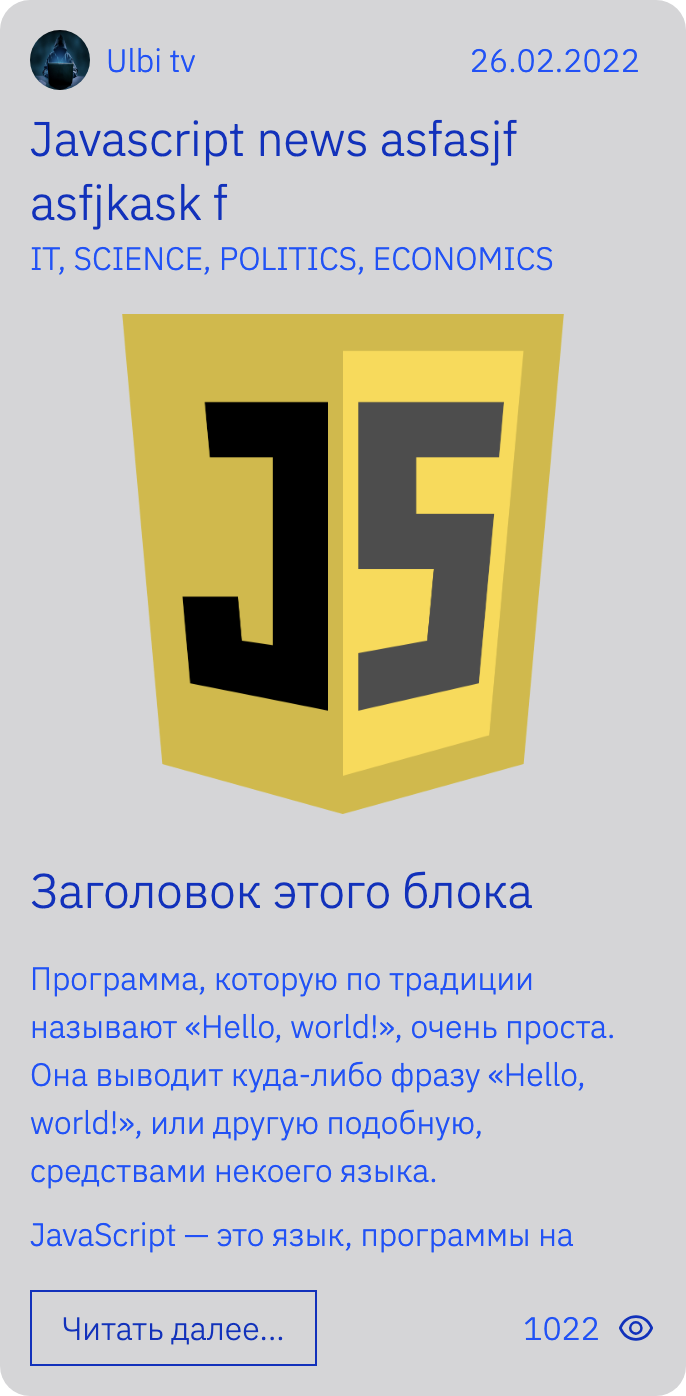 Ulbi tv 26.02.2022
Javascript news asfasjf
asfjkask f
IT, SCIENCE, POLITICS, ECONOMICS
JS
Заголовок этого блока
Программа, которую по традиции
называют «Hello, world!», очень проста.
Она выводит куда-либо фразу «Hello,
world!», или другую подобную,
средствами некоего языка.
JavaScript — это язык, программы на
Читать далее...
1022